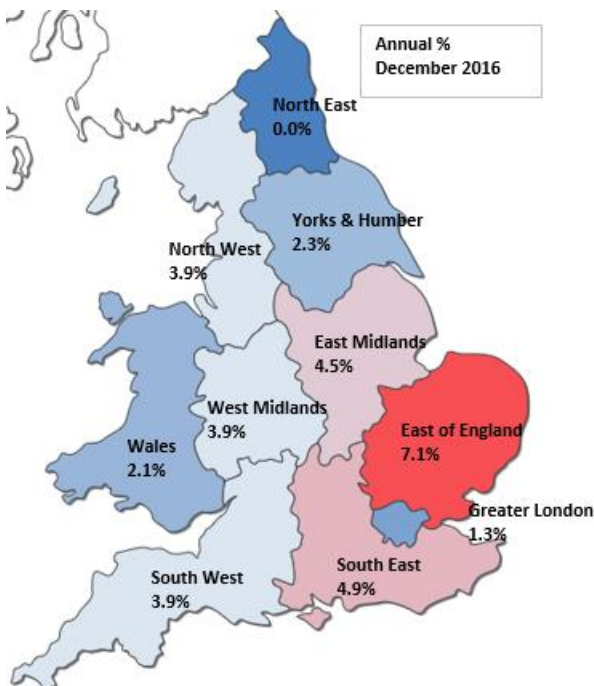 Annual %
December 2016
North East
0.0%
Yorks & Humber
2.3%
North West
3.9%
East Midlands
4.5%
West Midlands
3.9%
East of England
7.1%
Wales
2.1%
Greater London
1.3%
South East
4.9%
South West
3.9%